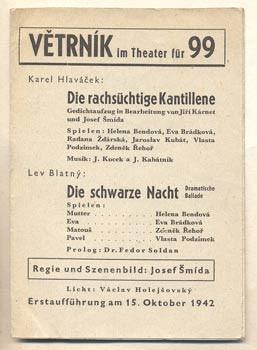 VĚTRNÍK im Theater für 99
Karel Hlaváček:
Die rachsüchtige Kantillene
Gedichtaufzug in Bearbeitung von Jiří Kárnet
und Josef Šmída
Spielen: Helena Bendová, Eva Brádková,
Radana Ždárská, Jaroslav Kubát, Vlasta
Podzimek, Zdeněk Řehoř
Musik: J. Kucek a J. Kabátník
Lev Blatný:
Die schwarze Nacht Dramatische Ballade
Spielen:
Mutter . . . . . . . Helena Bendová
Eva . . . . . . . . Eva Brádková
Matouš . . . . . . . Zdeněk Řehoř
Pavel . . . . . . . Vlasta Podzimek
Prolog: Dr. Fedor Soldan
Regie und Szenenbild: Josef Šmída
Licht: Václav Holejšovský
Erstaufführung am 15. Oktober 1942